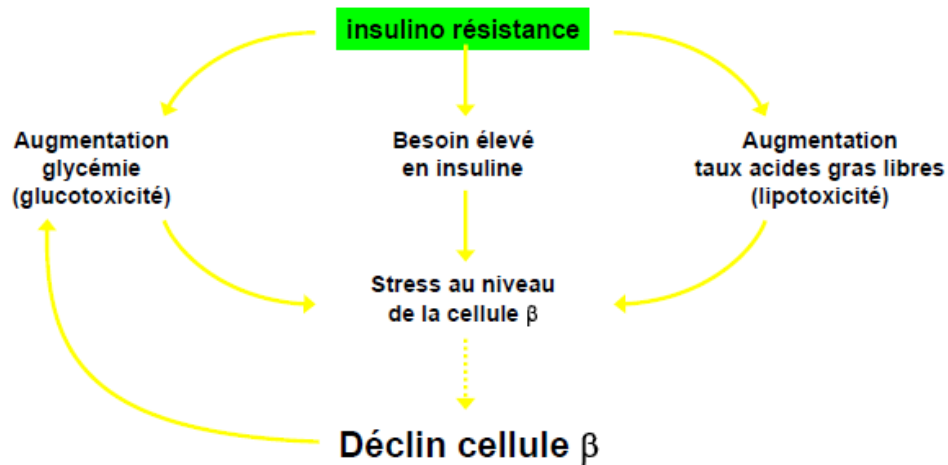 insulino résistance
Augmentation
glycémie
(glucotoxicité)
Besoin élevé
en insuline
Augmentation
taux acides gras libres
(lipotoxicité)
Stress au niveau
de la cellule β
Déclin cellule β